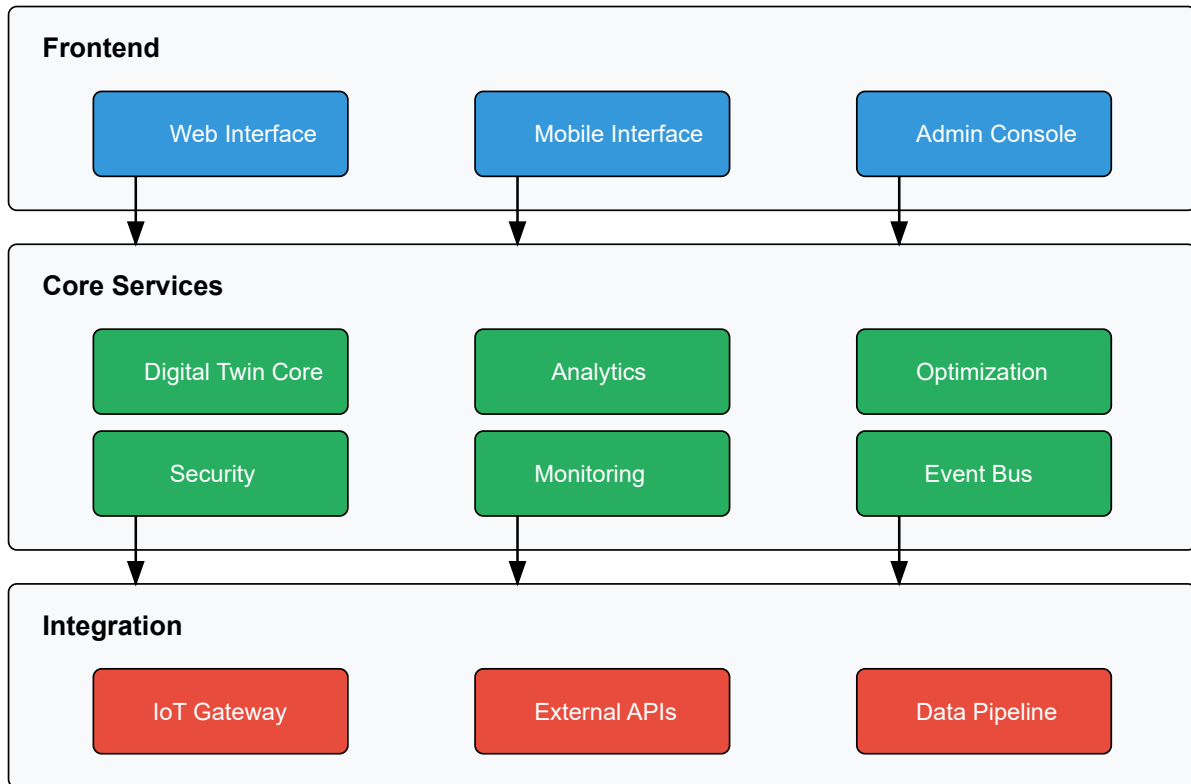 Frontend
Web Interface
Mobile Interface
Admin Console
Core Services
Digital Twin Core
Analytics
Optimization
Security
Monitoring
Event Bus
Integration
IoT Gateway
External APIs
Data Pipeline